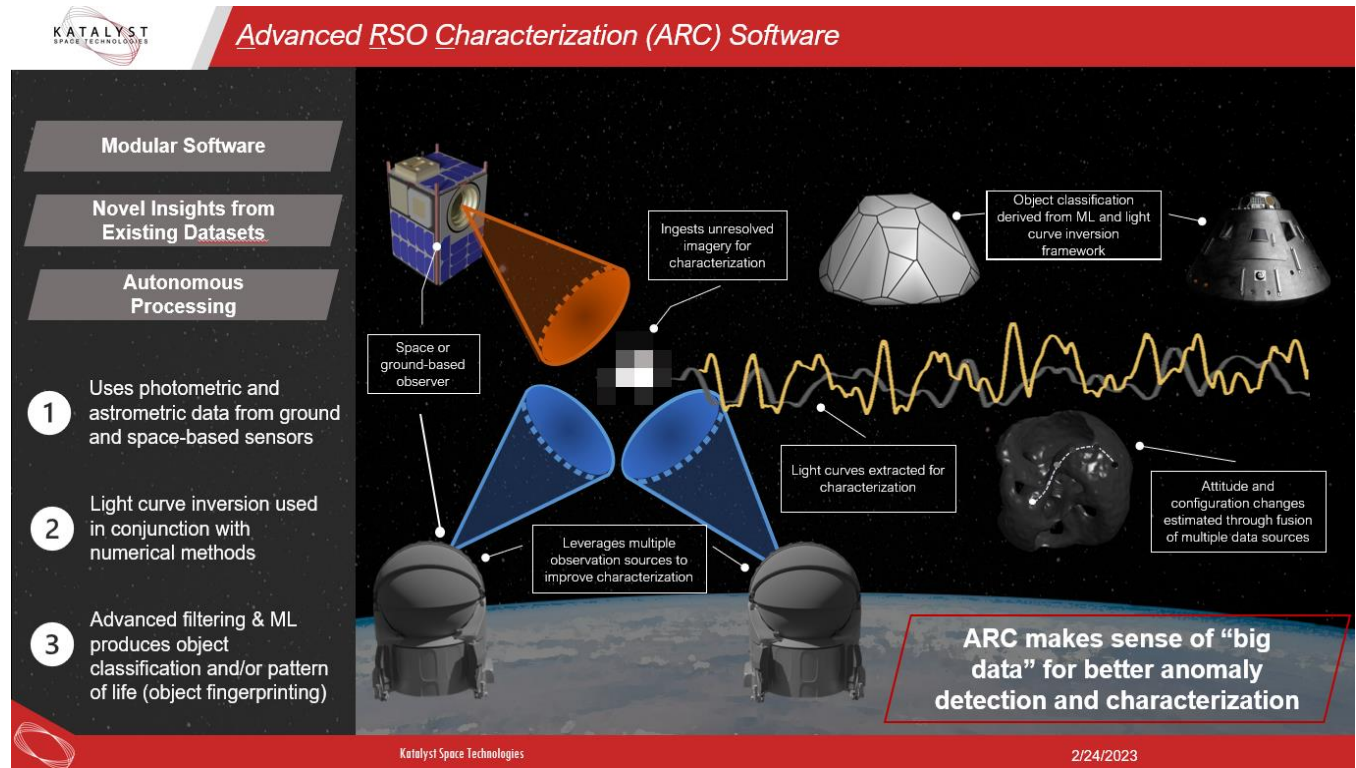 KATALYST
SPACE TECHNOLOGIES
Advanced RSO Characterization (ARC) Software
Modular Software
Novel Insights from
Existing Datasets
Autonomous
Processing
1
Uses photometric and
astrometric data from ground
and space-based sensors
2
Light curve inversion used
in conjunction with
numerical methods
3
Advanced filtering & ML
produces object
classification and/or pattern
of life (object fingerprinting)
Space or
ground-based
observer
Ingests unresolved
imagery for
characterization
Object classification
derived from ML and light
curve inversion
framework
Light curves extracted for
characterization
Attitude and
configuration changes
estimated through fusion
of multiple data sources
Leverages multiple
observation sources to
improve characterization
ARC makes sense of “big
data” for better anomaly
detection and characterization
Katalyst Space Technologies
2/24/2023